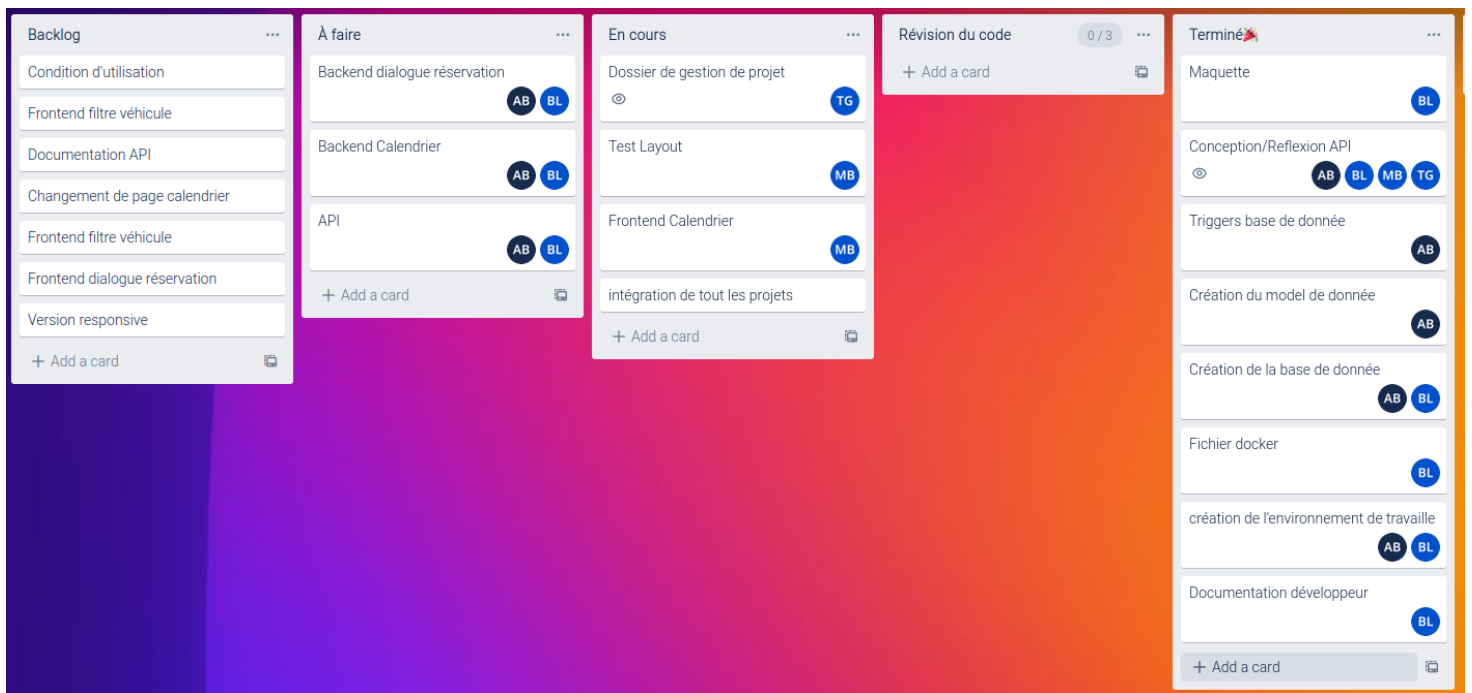 Backlog
Condition d'utilisation
Frontend filtre véhicule
Documentation API
Changement de page calendrier
Frontend filtre véhicule
Frontend dialogue réservation
Version responsive
+ Add a card
À faire
Backend dialogue réservation
AB BL
Backend Calendrier
AB BL
API
AB BL
+ Add a card
En cours
Dossier de gestion de projet
TG
Test Layout
MB
Frontend Calendrier
MB
intégration de tout les projets
+ Add a card
Révision du code 0 / 3
+ Add a card
Terminé🎉
Maquette
BL
Conception/Reflexion API
AB BL MB TG
Triggers base de donnée
AB
Création du model de donnée
AB
Création de la base de donnée
AB BL
Fichier docker
BL
création de l'environnement de travaille
AB BL
Documentation développeur
BL
+ Add a card